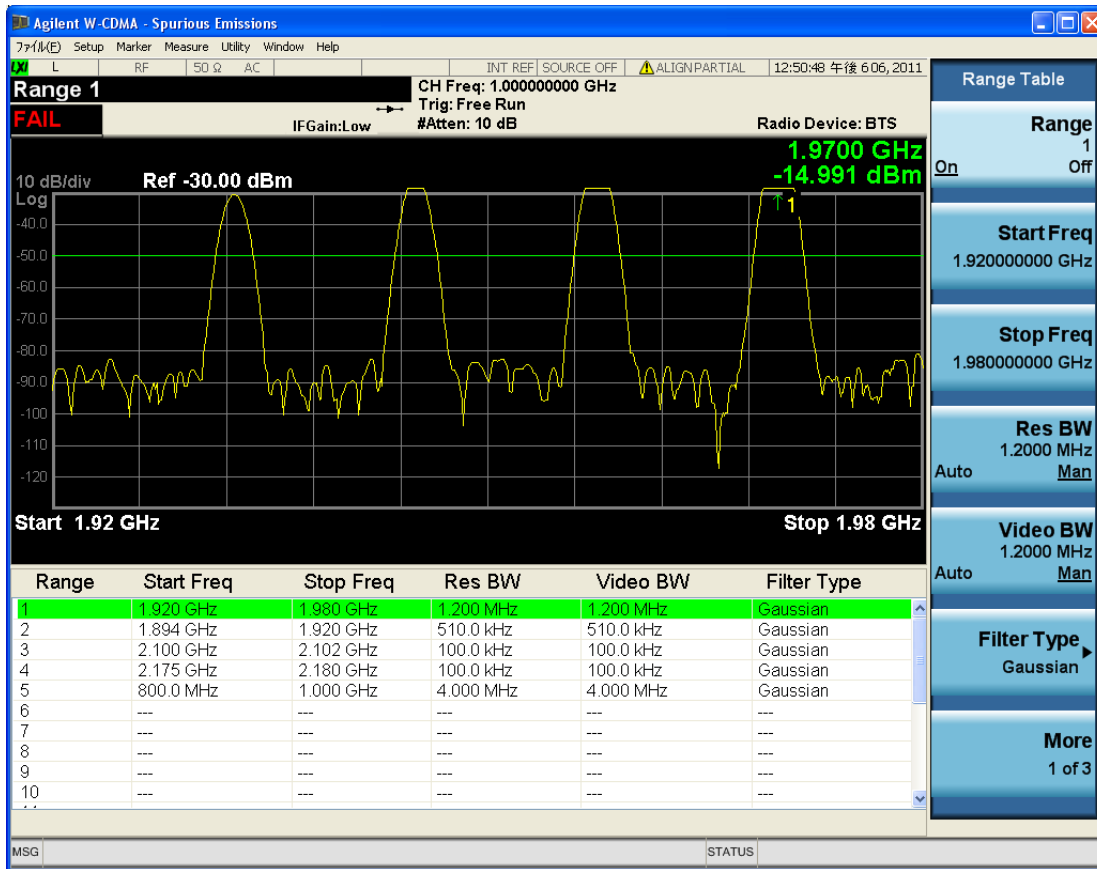 Agilent W-CDMA - Spurious Emissions
ファイル(F) Setup Marker Measure Utility Window Help
LXI L RF 50 Ω AC INT REF SOURCE OFF ALIGN PARTIAL 12:50:48 午後 6 06, 2011
Range 1
CH Freq: 1.000000000 GHz
Trig: Free Run
FAIL
IFGain:Low
#Atten: 10 dB
Radio Device: BTS
1.9700 GHz
-14.991 dBm
10 dB/div Ref -30.00 dBm
Log
1
-40.0
-50.0
-60.0
-70.0
-80.0
-90.0
-100
-110
-120
Start 1.92 GHz Stop 1.98 GHz
Range Start Freq Stop Freq Res BW Video BW Filter Type
1 1.920 GHz 1.980 GHz 1.200 MHz 1.200 MHz Gaussian
2 1.894 GHz 1.920 GHz 510.0 kHz 510.0 kHz Gaussian
3 2.100 GHz 2.102 GHz 100.0 kHz 100.0 kHz Gaussian
4 2.175 GHz 2.180 GHz 100.0 kHz 100.0 kHz Gaussian
5 800.0 MHz 1.000 GHz 4.000 MHz 4.000 MHz Gaussian
6 --- --- --- --- ---
7 --- --- --- --- ---
8 --- --- --- --- ---
9 --- --- --- --- ---
10 --- --- --- --- ---
Range Table
Range
1
On Off
Start Freq
1.920000000 GHz
Stop Freq
1.980000000 GHz
Res BW
1.2000 MHz
Auto Man
Video BW
1.2000 MHz
Auto Man
Filter Type
Gaussian
More
1 of 3
MSG STATUS